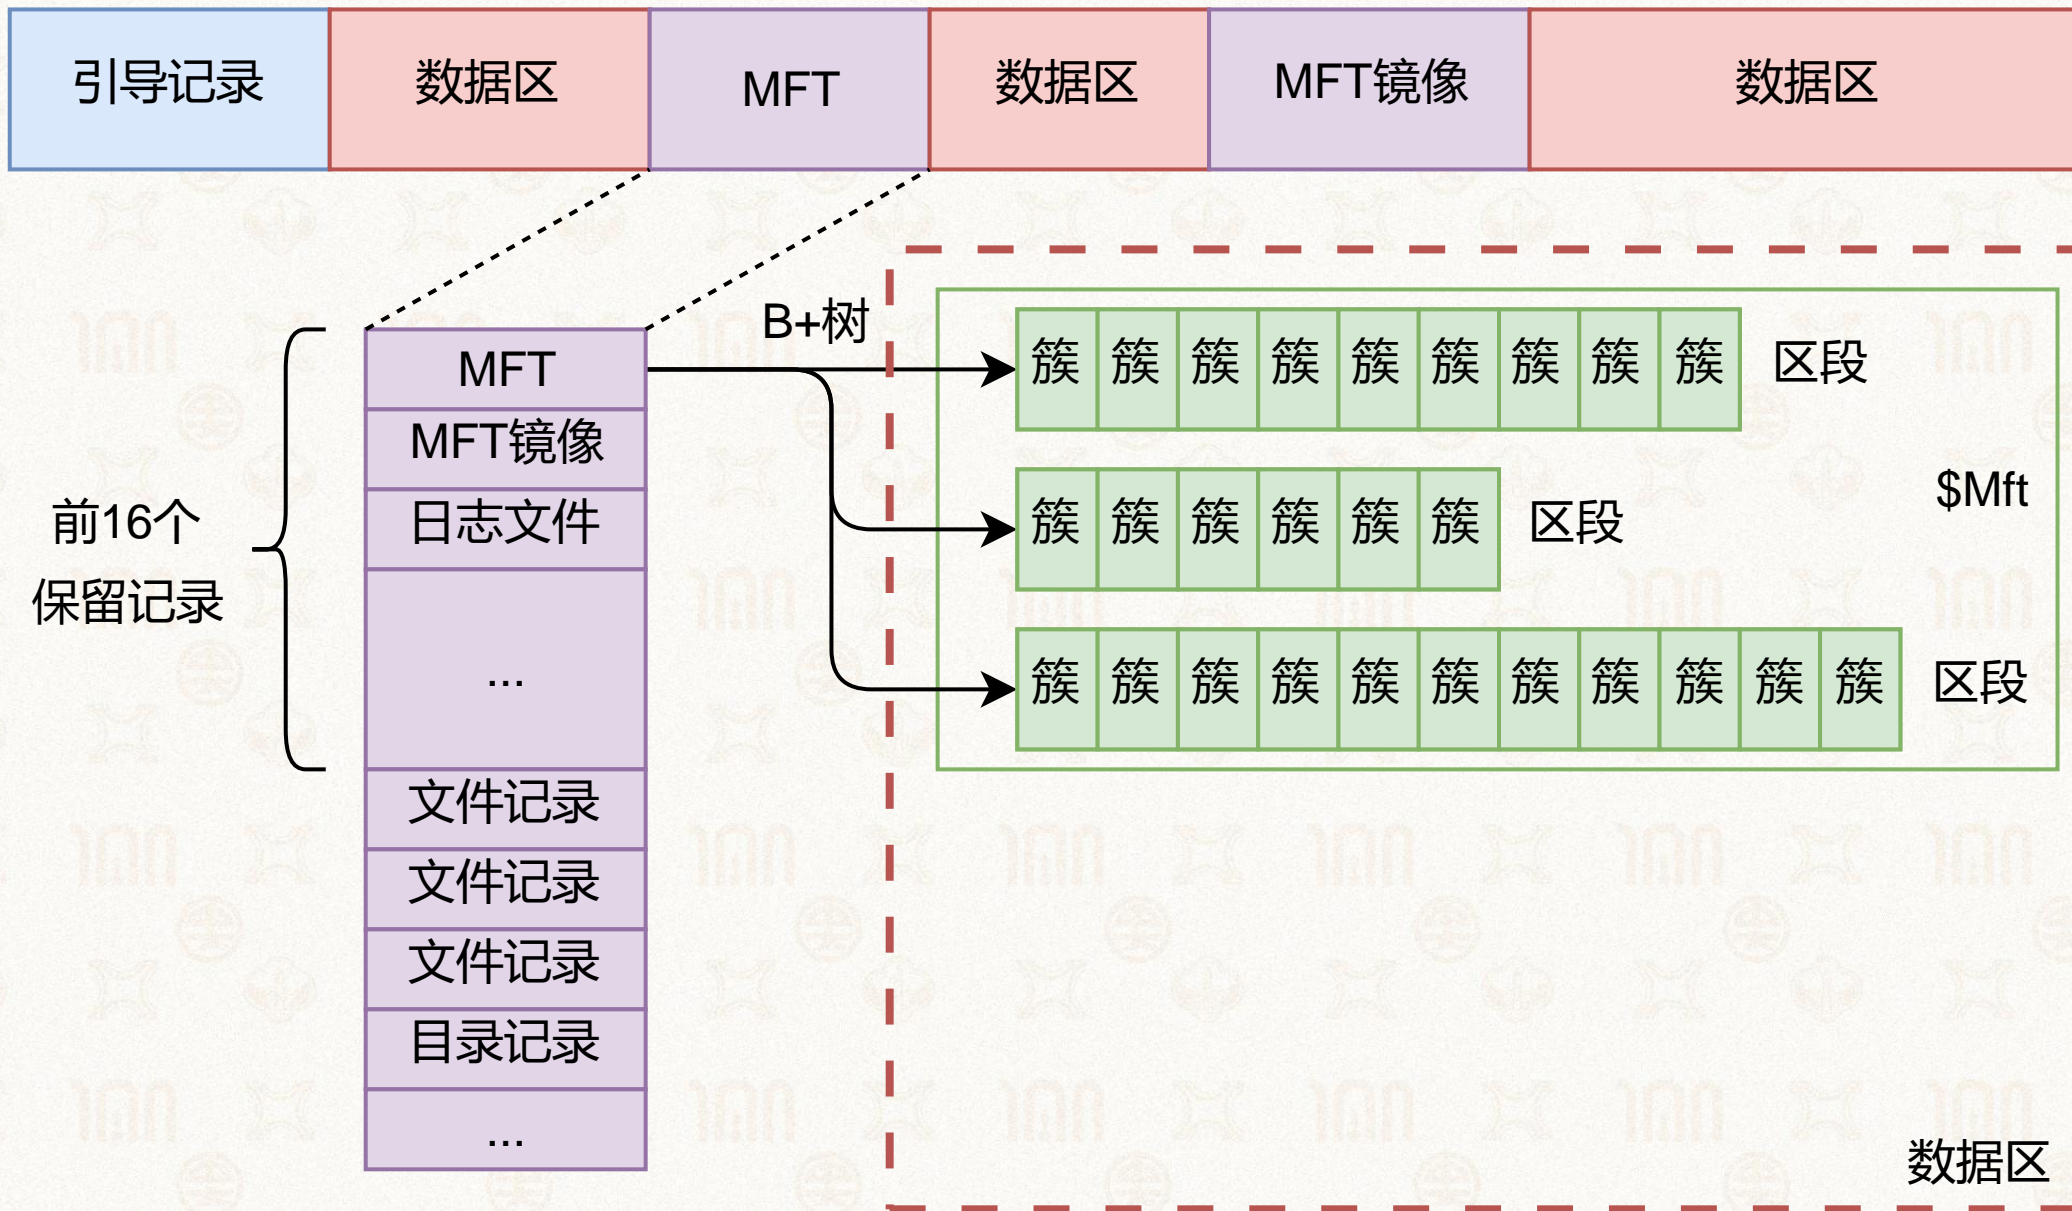 引导记录
数据区
MFT
数据区
MFT镜像
数据区
B+树
MFT
MFT镜像
日志文件
...
文件记录
文件记录
文件记录
目录记录
...
前16个
保留记录
簇 簇 簇 簇 簇 簇 簇 簇 簇 区段
簇 簇 簇 簇 簇 簇 区段
簇 簇 簇 簇 簇 簇 簇 簇 簇 簇 簇 区段
$Mft
数据区